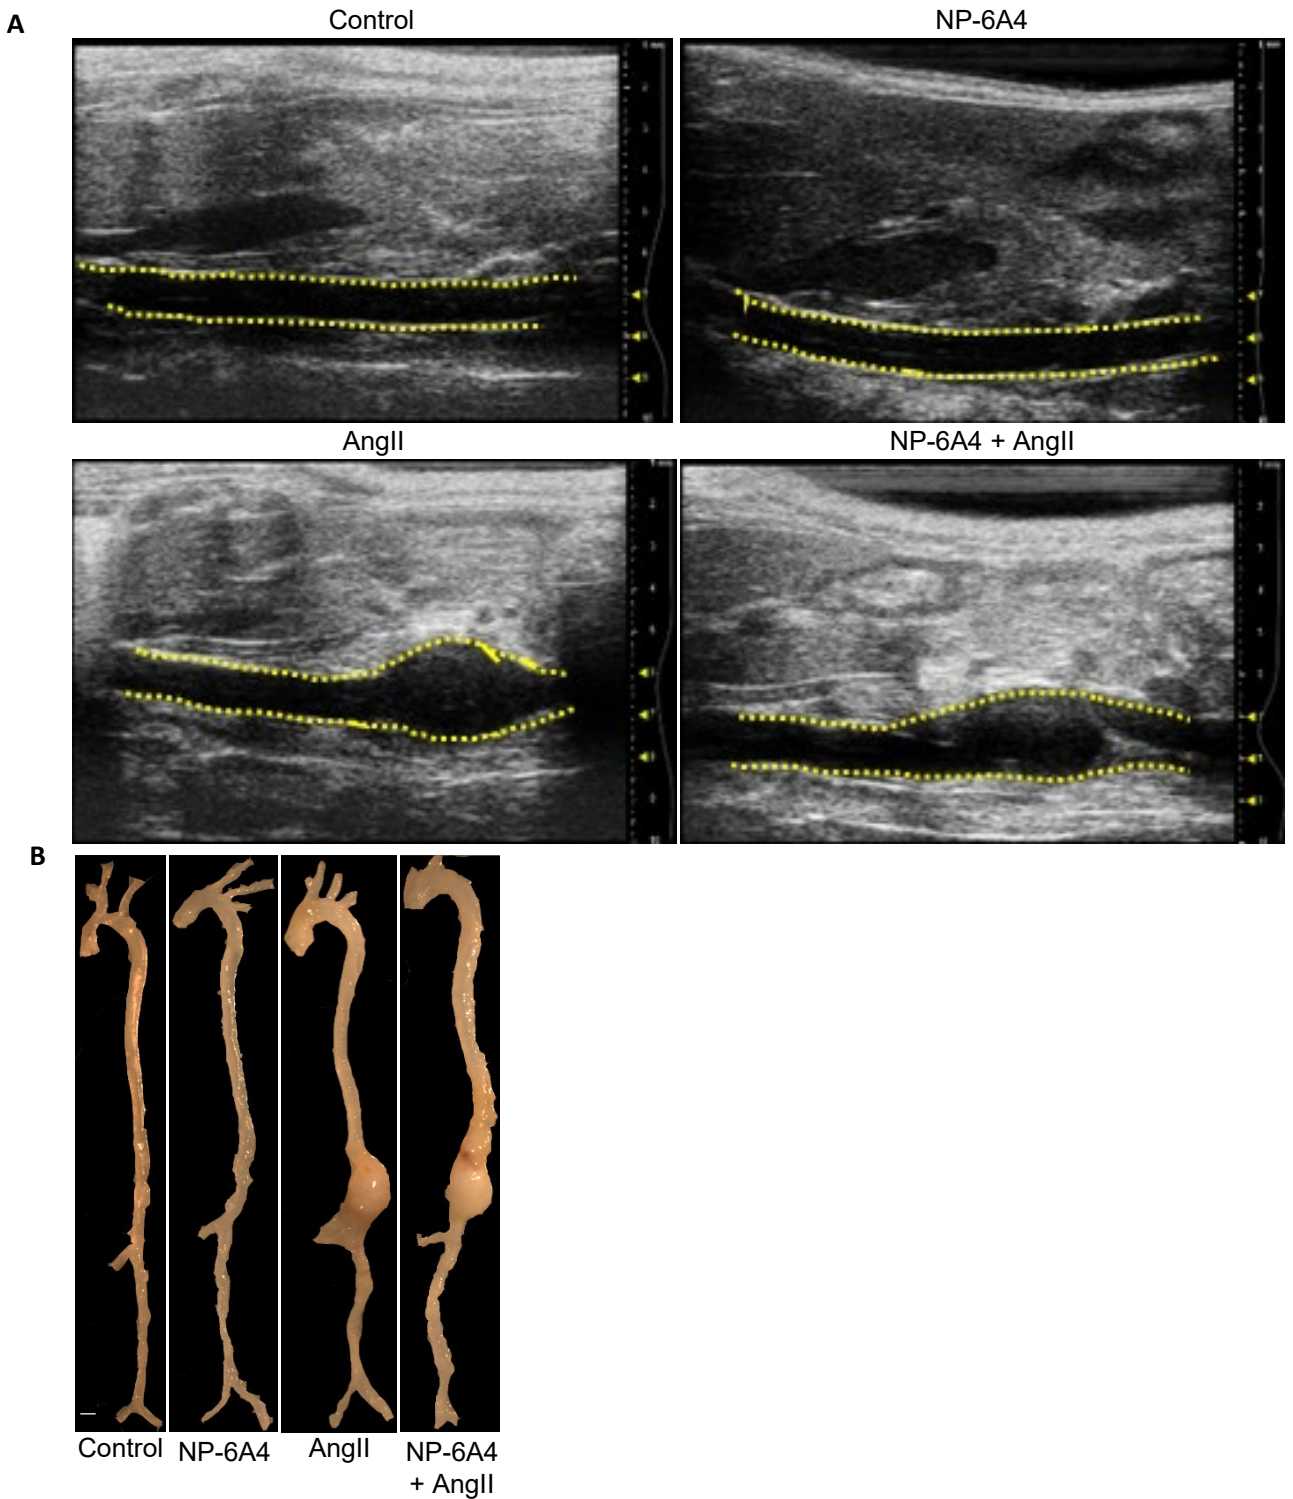 A
Control
NP-6A4
AngII
NP-6A4 + AngII
B
Control
NP-6A4
AngII
NP-6A4
+ AngII